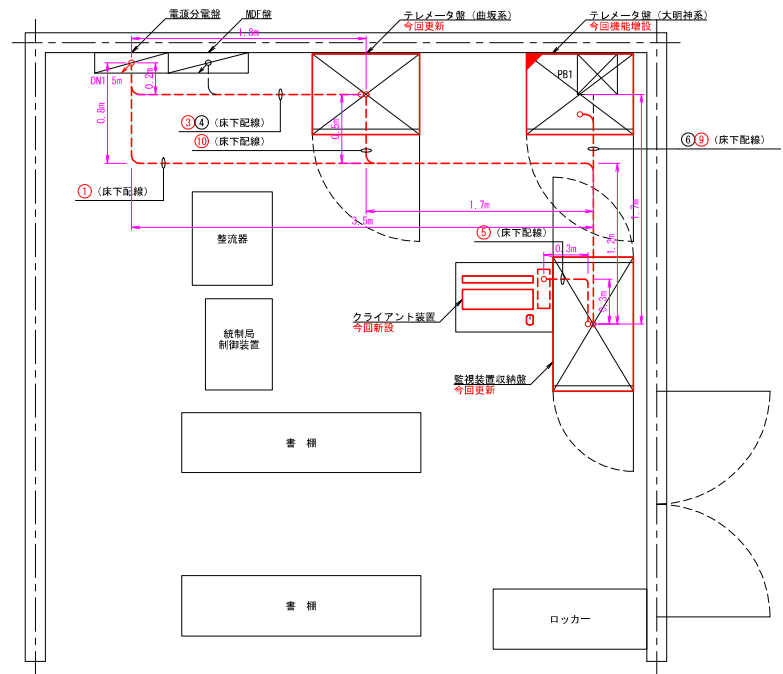 電源分電盤
MDF盤
テレメータ盤（曲坂系）
今回更新
テレメータ盤（大明神系）
今回機能増設
1.8m
DN1.5m
0.2m
PB1
0.8m
0.5m
③④（床下配線）
⑩（床下配線）
⑥⑨（床下配線）
①（床下配線）
1.7m
1.7m
3.5m
1.2m
⑤（床下配線）
0.3m
0.3m
整流器
クライアント装置
今回新設
統制局
制御装置
監視装置収納盤
今回更新
書　棚
書　棚
ロッカー